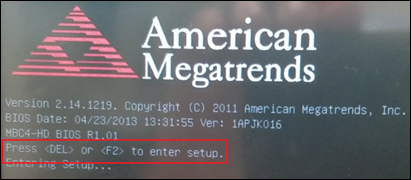 American
Megatrends
Version 2.14.1219. Copyright (C) 2011 American Megatrends, Inc.
BIOS Date: 04/23/2013 13:31:55 Ver: 1APJK016
MBC4-HD BIOS R1.01
Press <DEL> or <F2> to enter setup.
Entering Setup...